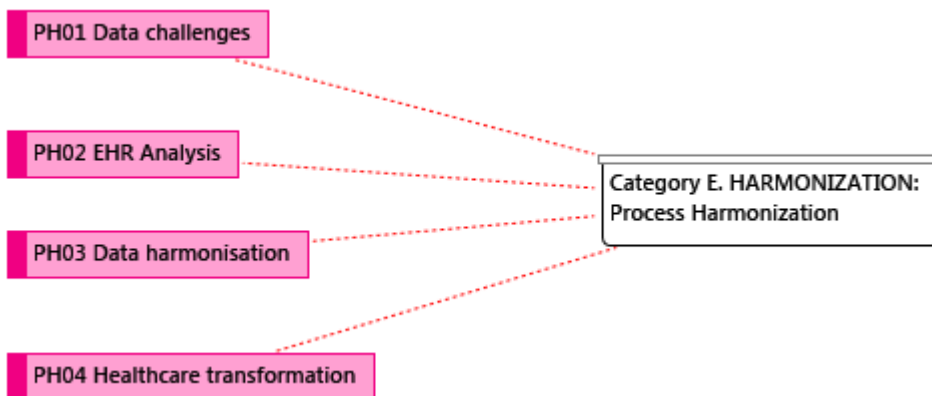 PH01 Data challenges
PH02 EHR Analysis
Category E. HARMONIZATION:
Process Harmonization
PH03 Data harmonisation
PH04 Healthcare transformation